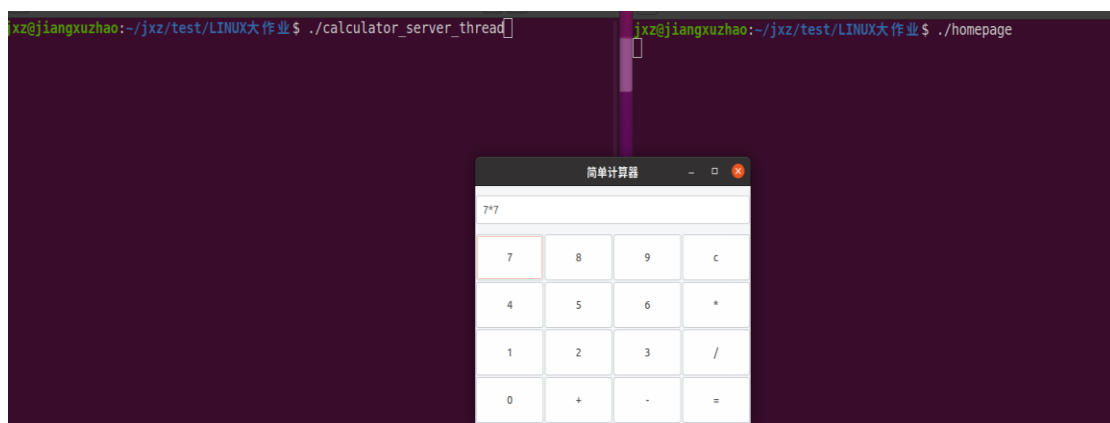 jxz@jiangxuzhao:~/jxz/test/LINUX大作业$ ./calculator_server_thread
jxz@jiangxuzhao:~/jxz/test/LINUX大作业$ ./homepage
简单计算器
7*7
7 8 9 c
4 5 6 *
1 2 3 /
0 + - =